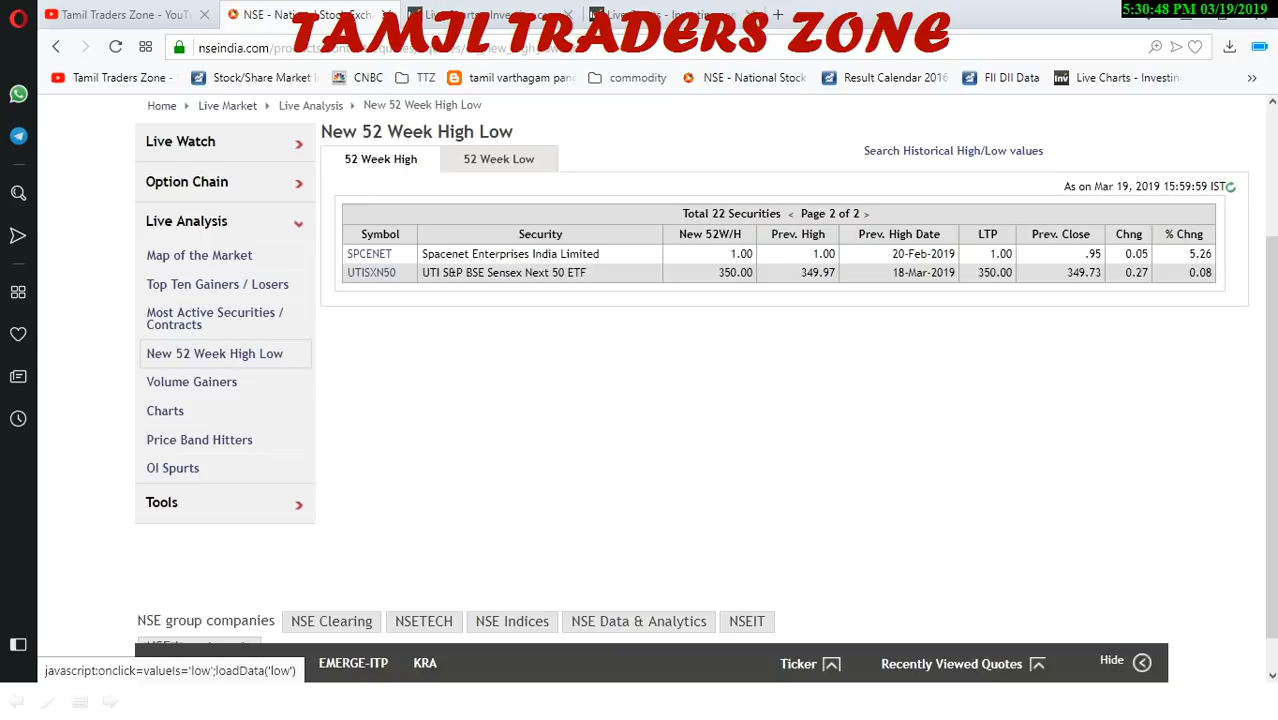 5:30:48 PM 03/19/2019
Tamil Traders Zone - YouT
NSE - National Stock Exch
Live Charts - Investing.c
Live Charts - Investing.c
TAMIL TRADERS ZONE
nseindia.com/
Tamil Traders Zone -
Stock/Share Market
CNBC
TTZ
tamil varthagam pan
commodity
NSE - National Stock
Result Calendar 2016
FII DII Data
Inv
Live Charts - Investin
»
Home
Live Market
Live Analysis
New 52 Week High Low
Live Watch
Option Chain
Live Analysis
Map of the Market
Top Ten Gainers / Losers
Most Active Securities /
Contracts
New 52 Week High Low
Volume Gainers
Charts
Price Band Hitters
OI Spurts
Tools
New 52 Week High Low
52 Week High
52 Week Low
Search Historical High/Low values
As on Mar 19, 2019 15:59:59 IST
Total 22 Securities < Page 2 of 2 >
Symbol Security New 52W/H Prev. High Prev. High Date LTP Prev. Close Chng % Chng
SPCENET Spacenet Enterprises India Limited 1.00 1.00 20-Feb-2019 1.00 .95 0.05 5.26
UTISXN50 UTI S&P BSE Sensex Next 50 ETF 350.00 349.97 18-Mar-2019 350.00 349.73 0.27 0.08
NSE group companies
NSE Clearing
NSETECH
NSE Indices
NSE Data & Analytics
NSEIT
javascript:onclick=valueIs='low';loadData('low')
EMERGE-ITP
KRA
Ticker
Recently Viewed Quotes
Hide